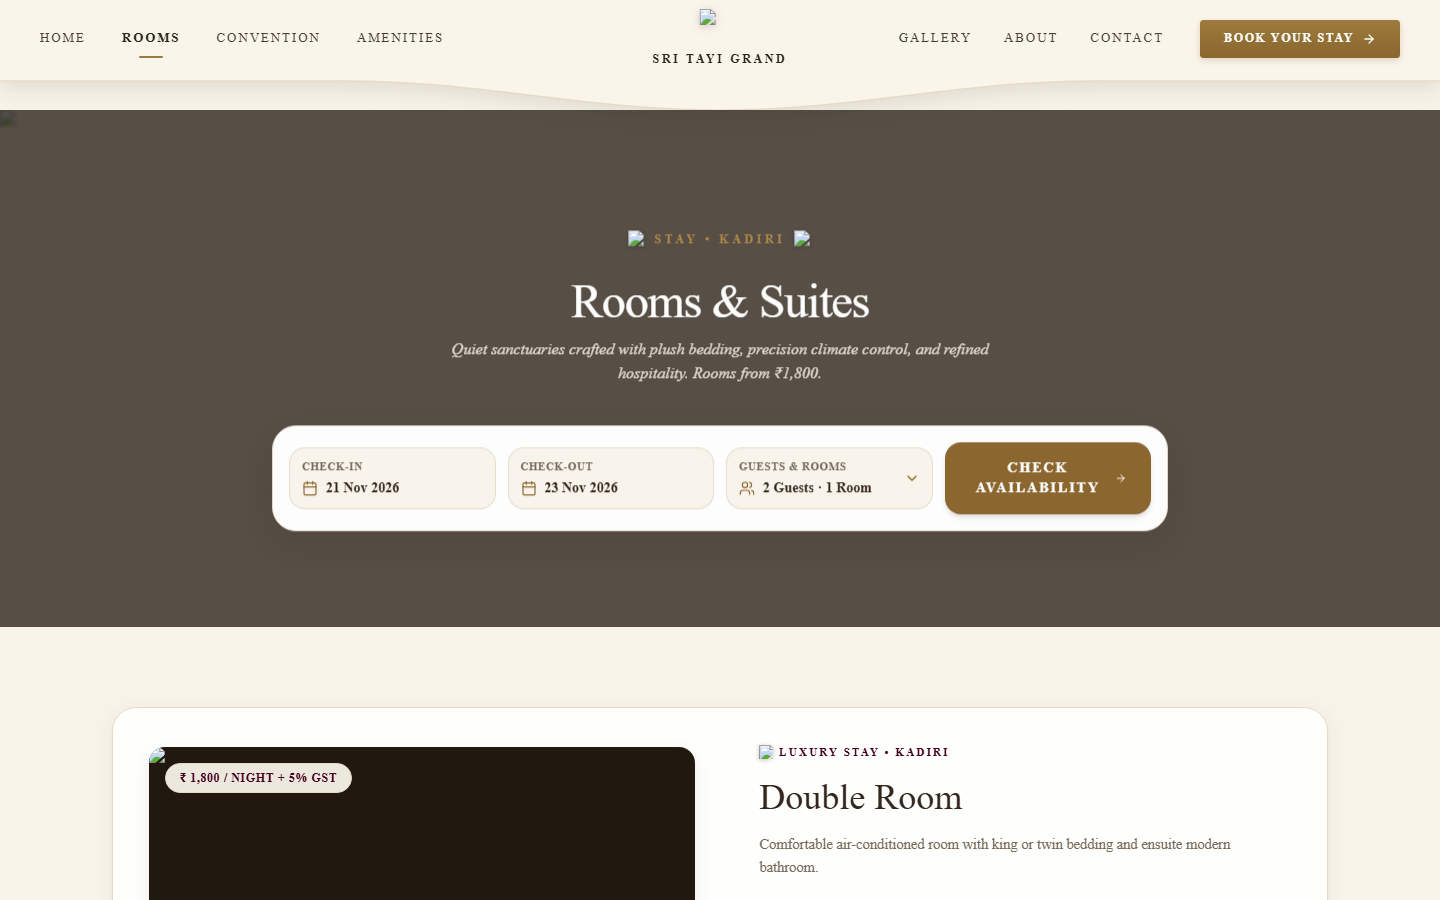 HOME
ROOMS
CONVENTION
AMENITIES
SRI TAYI GRAND
GALLERY
ABOUT
CONTACT
BOOK YOUR STAY
STAY • KADIRI
Rooms & Suites
Quiet sanctuaries crafted with plush bedding, precision climate control, and refined
hospitality. Rooms from ₹1,800.
CHECK-IN
21 Nov 2026
CHECK-OUT
23 Nov 2026
GUESTS & ROOMS
2 Guests · 1 Room
CHECK
AVAILABILITY
₹ 1,800 / NIGHT + 5% GST
LUXURY STAY • KADIRI
Double Room
Comfortable air-conditioned room with king or twin bedding and ensuite modern
bathroom.